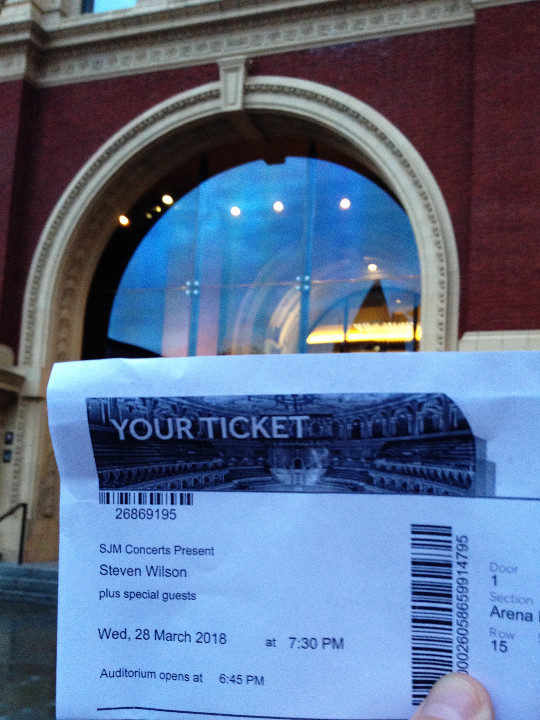 YOUR TICKET
26869195
SJM Concerts Present
Steven Wilson
plus special guests
Wed, 28 March 2018 at 7:30 PM
Auditorium opens at 6:45 PM
Door
1
Section
Arena
Row
15